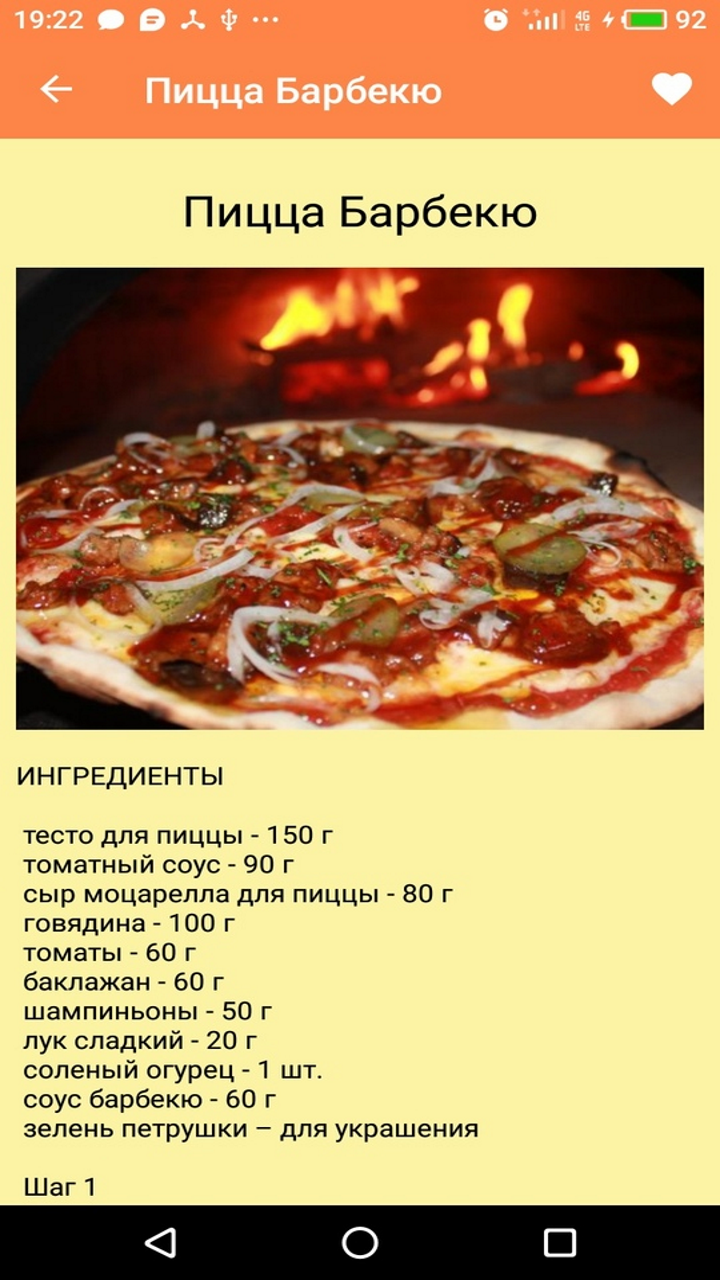 19:22 4G LTE 92
Пицца Барбекю
Пицца Барбекю
ИНГРЕДИЕНТЫ
тесто для пиццы - 150 г
томатный соус - 90 г
сыр моцарелла для пиццы - 80 г
говядина - 100 г
томаты - 60 г
баклажан - 60 г
шампиньоны - 50 г
лук сладкий - 20 г
соленый огурец - 1 шт.
соус барбекю - 60 г
зелень петрушки – для украшения
Шаг 1